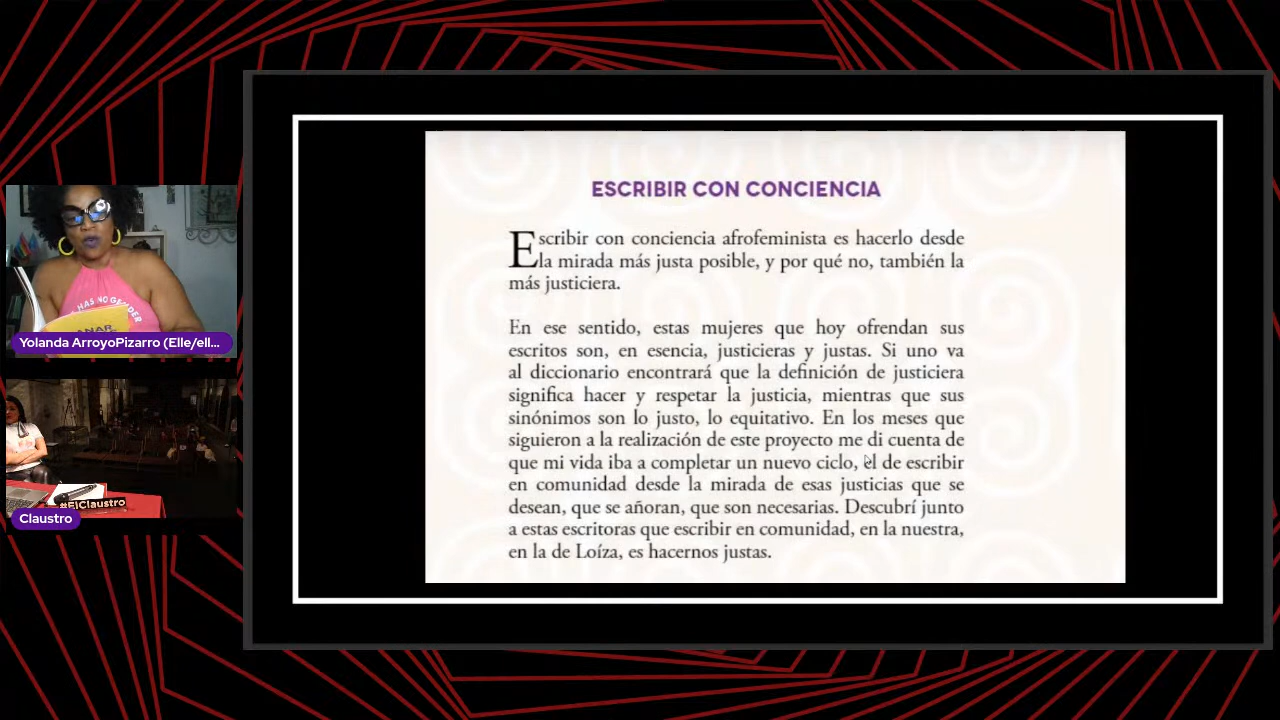 ESCRIBIR CON CONCIENCIA
Escribir con conciencia afrofeminista es hacerlo desde
la mirada más justa posible, y por qué no, también la
más justiciera.
En ese sentido, estas mujeres que hoy ofrendan sus
escritos son, en esencia, justicieras y justas. Si uno va
al diccionario encontrará que la definición de justiciera
significa hacer y respetar la justicia, mientras que sus
sinónimos son lo justo, lo equitativo. En los meses que
siguieron a la realización de este proyecto me di cuenta de
que mi vida iba a completar un nuevo ciclo, el de escribir
en comunidad desde la mirada de esas justicias que se
desean, que se añoran, que son necesarias. Descubrí junto
a estas escritoras que escribir en comunidad, en la nuestra,
en la de Loíza, es hacernos justas.
HAS NO GENDER
ANAR
Yolanda ArroyoPizarro (Elle/ell...
#ElClaustro
Claustro